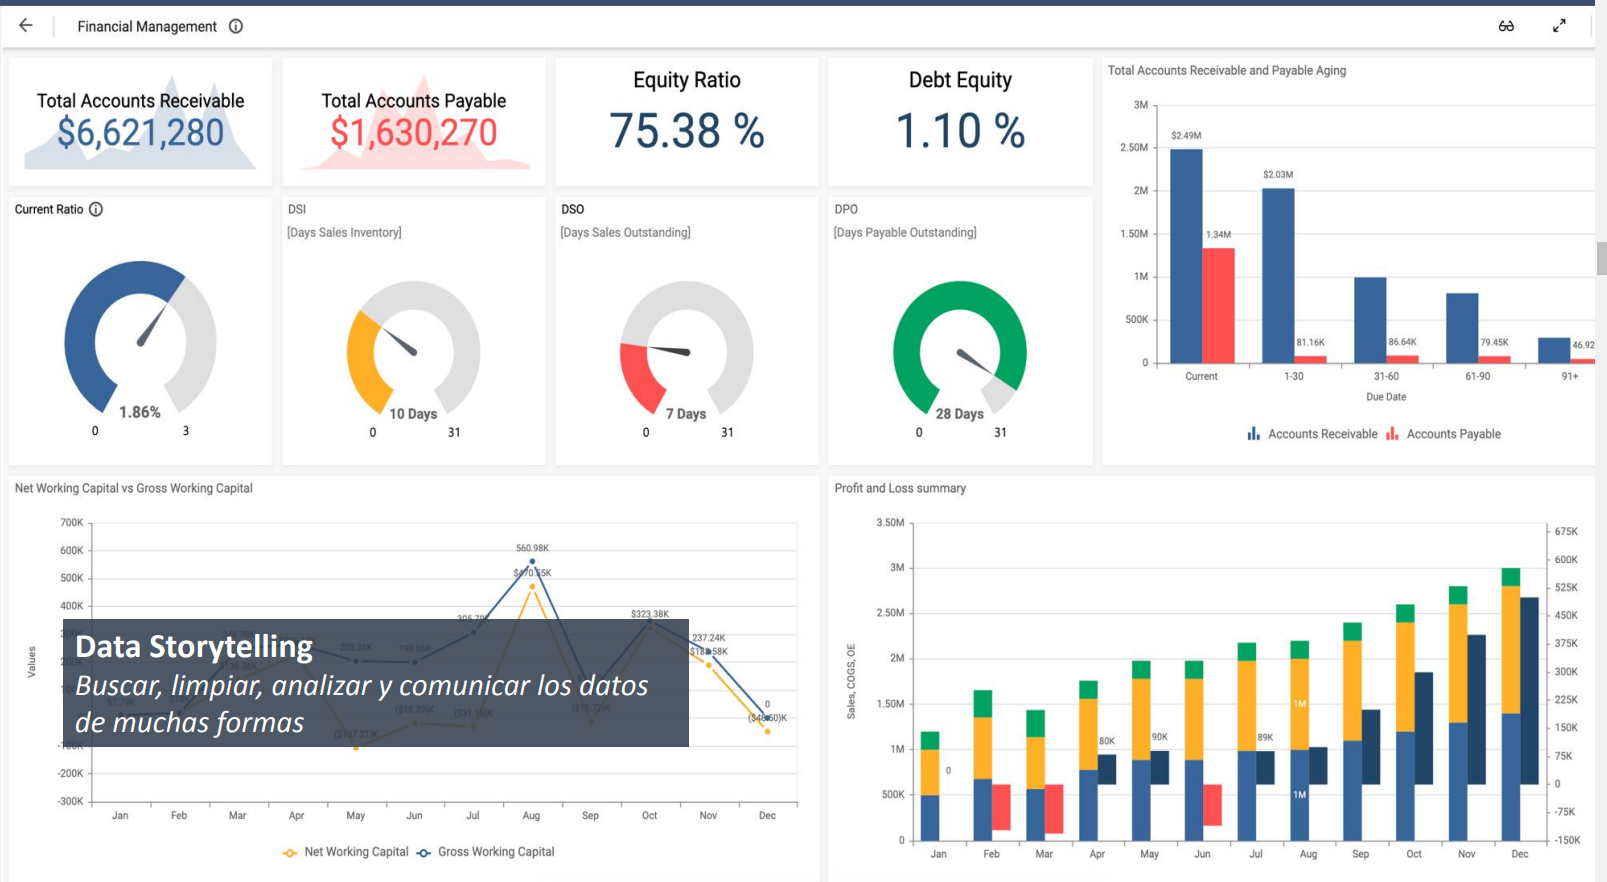 Financial Management
Total Accounts Receivable
$6,621,280
Total Accounts Payable
$1,630,270
Equity Ratio
75.38 %
Debt Equity
1.10 %
Total Accounts Receivable and Payable Aging
3M
2.50M
2M
1.50M
1M
500K
0
$2.49M
1.34M
$2.03M
81.16K
86.64K
79.45K
46.92
Current
1-30
31-60
61-90
91+
Due Date
Accounts Receivable
Accounts Payable
Current Ratio
1.86%
0
3
DSI
[Days Sales Inventory]
10 Days
0
31
DSO
[Days Sales Outstanding]
7 Days
0
31
DPO
[Days Payable Outstanding]
28 Days
0
31
Net Working Capital vs Gross Working Capital
Values
700K
600K
500K
400K
-200K
-300K
560.98K
$323.38K
237.24K
0
Jan
Feb
Mar
Apr
May
Jun
Jul
Aug
Sep
Oct
Nov
Dec
Net Working Capital
Gross Working Capital
Data Storytelling
Buscar, limpiar, analizar y comunicar los datos
de muchas formas
Profit and Loss summary
Sales, COGS, OE
3.50M
3M
2.50M
2M
1.50M
1M
500K
0
0
80K
90K
89K
1M
1M
675K
600K
525K
450K
375K
300K
225K
150K
75K
0
-75K
-150K
Jan
Feb
Mar
Apr
May
Jun
Jul
Aug
Sep
Oct
Nov
Dec